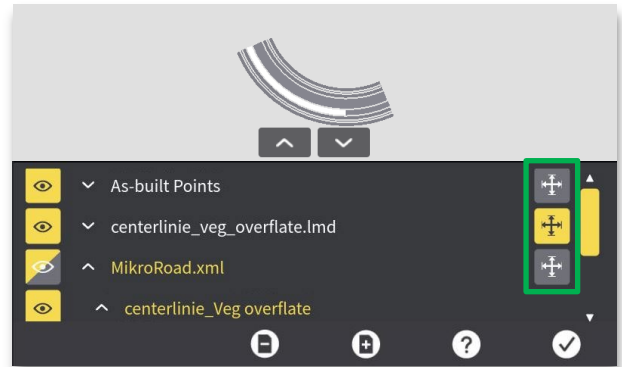 As-built Points
centerlinie_veg_overflate.lmd
MikroRoad.xml
centerlinie_Veg overflate